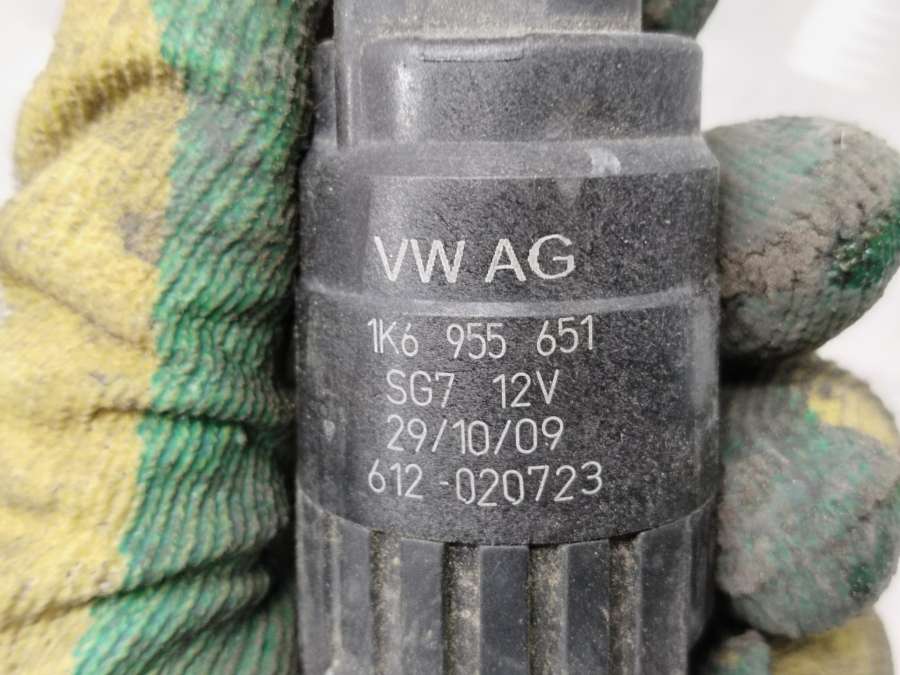 VW AG
1K6 955 651
SG7 12V
29/10/09
612-020723